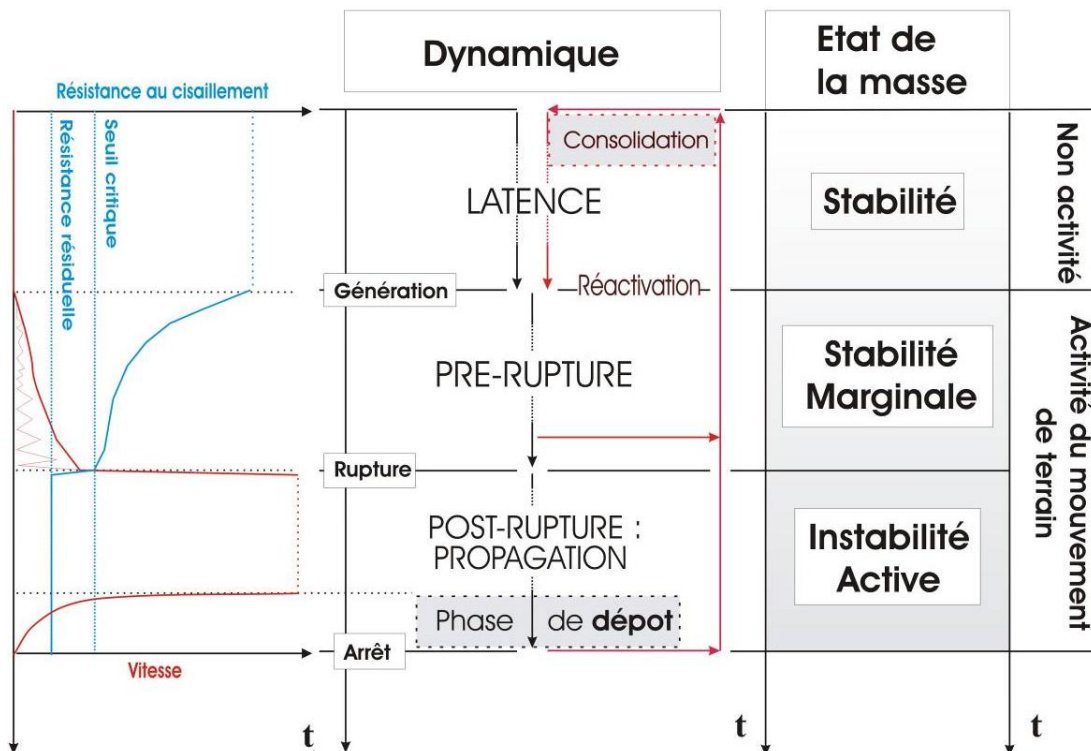 Dynamique
Etat de
la masse
Résistance au cisaillement
Résistance résiduelle
Seuil critique
Consolidation
LATENCE
Stabilité
Non activité
Génération
Réactivation
PRE-RUPTURE
Stabilité
Marginale
Activité du mouvement
de terrain
Rupture
POST-RUPTURE :
PROPAGATION
Instabilité
Active
Phase de dépot
Arrêt
Vitesse
t
t
t
t